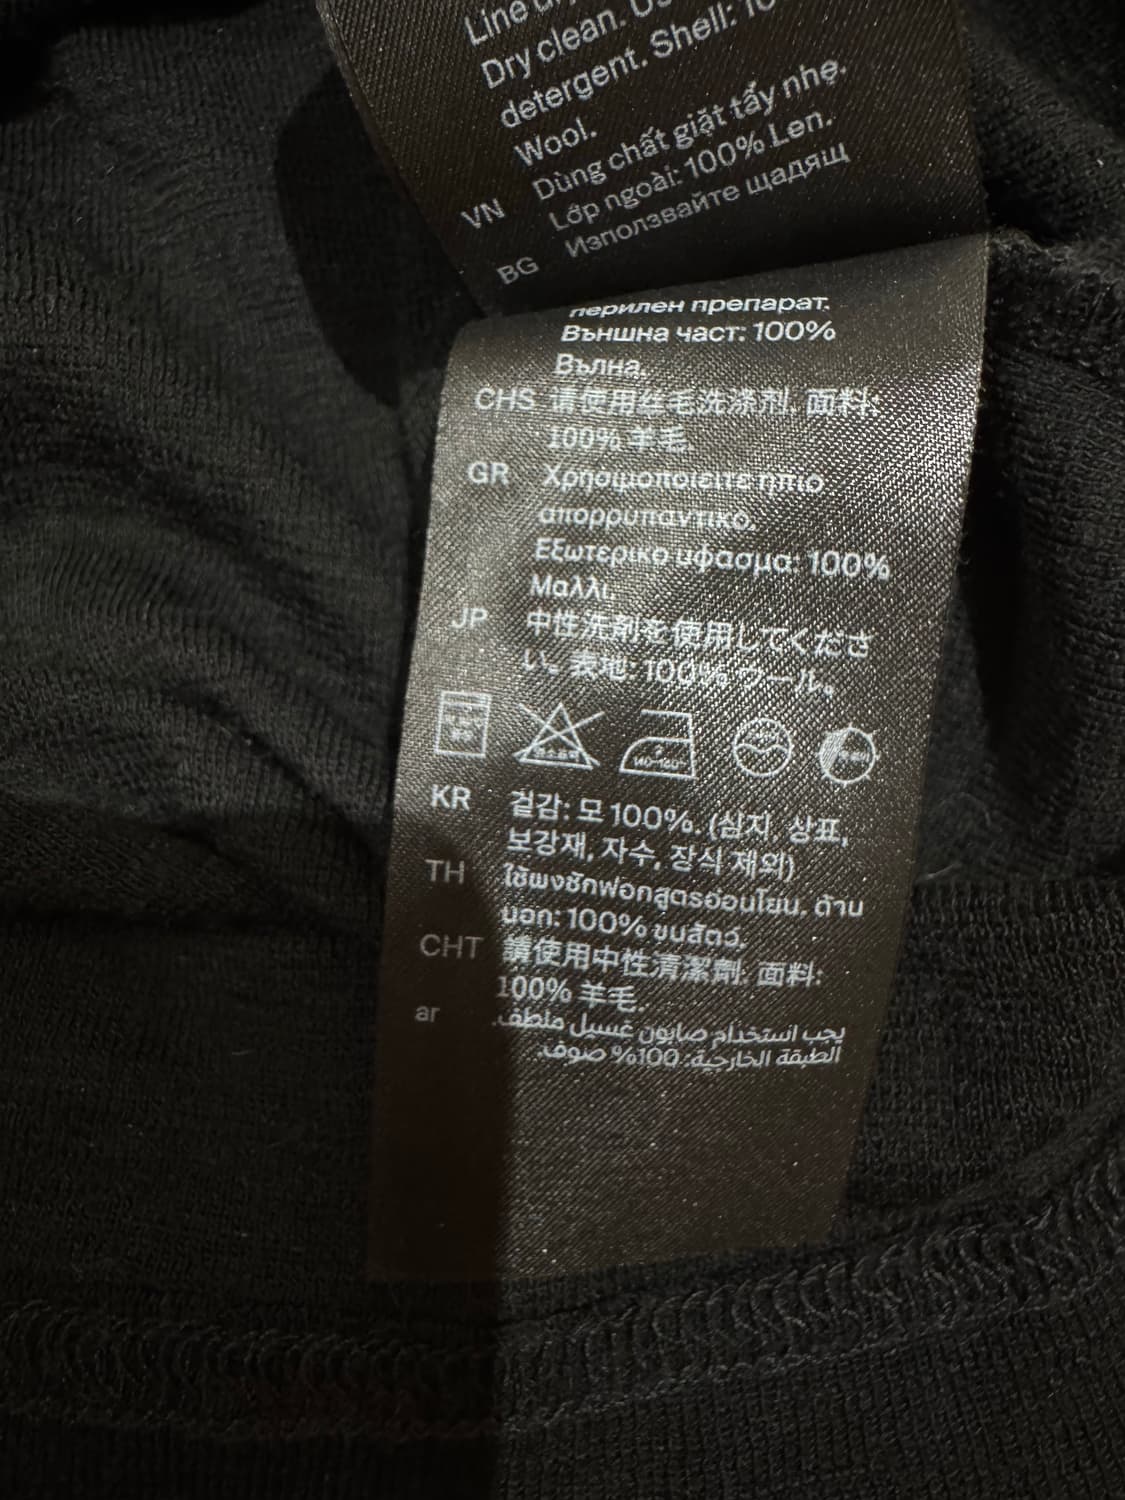 Line
Dry clean.
detergent. Shell:
Wool.
VN Dùng chất giặt tẩy nhẹ.
Lớp ngoài: 100% Len.
BG Използвайте щадящ
перилен препарат.
Външна част: 100%
Вълна.
CHS 请使用丝毛洗涤剂. 面料:
100% 羊毛
GR Χρησιμοποιείτε ήπιο
απορρυπαντικό.
Εξωτερικό ύφασμα: 100%
Μαλλί.
JP 中性洗剤を使用してくださ
い。表地: 100% ウール。
KR 겉감: 모 100%. (심지, 상표,
보강재, 자수, 장식 제외)
TH ใช้ผงซักฟอกสูตรอ่อนโยน. ด้าน
นอก: 100% ขนสัตว์.
CHT 請使用中性清潔劑. 面料:
100% 羊毛.
ar يجب استخدام صابون غسيل ملطف.
الطبقة الخارجية: 100% صوف.